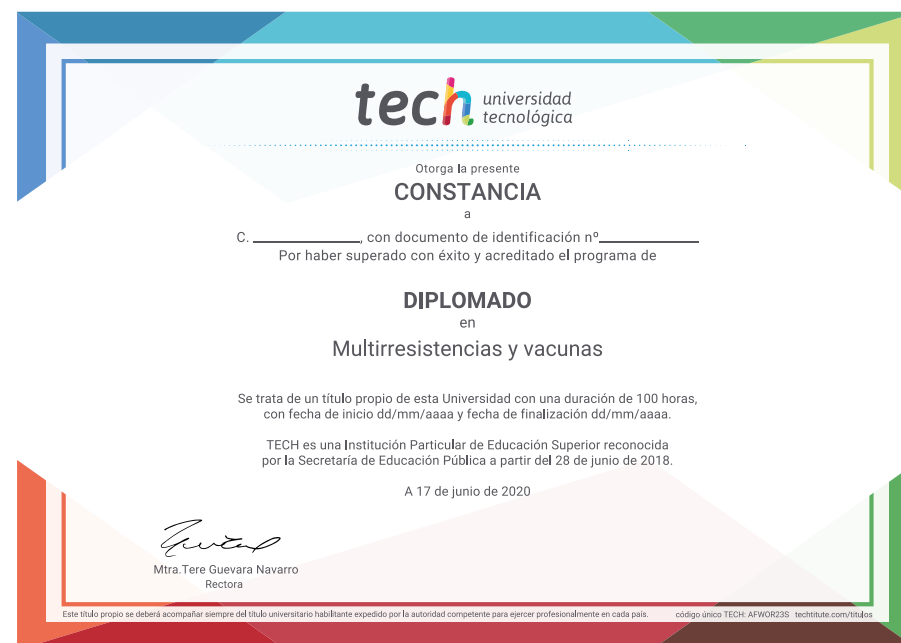 tech universidad
tecnológica
Otorga la presente
CONSTANCIA
a
C. ______________, con documento de identificación nº______________
Por haber superado con éxito y acreditado el programa de
DIPLOMADO
en
Multirresistencias y vacunas
Se trata de un título propio de esta Universidad con una duración de 100 horas,
con fecha de inicio dd/mm/aaaa y fecha de finalización dd/mm/aaaa.
TECH es una Institución Particular de Educación Superior reconocida
por la Secretaría de Educación Pública a partir del 28 de junio de 2018.
A 17 de junio de 2020
Mtra.Tere Guevara Navarro
Rectora
Este título propio se deberá acompañar siempre del título universitario habilitante expedido por la autoridad competente para ejercer profesionalmente en cada país. código único TECH: AFWOR23S techtitute.com/titulos